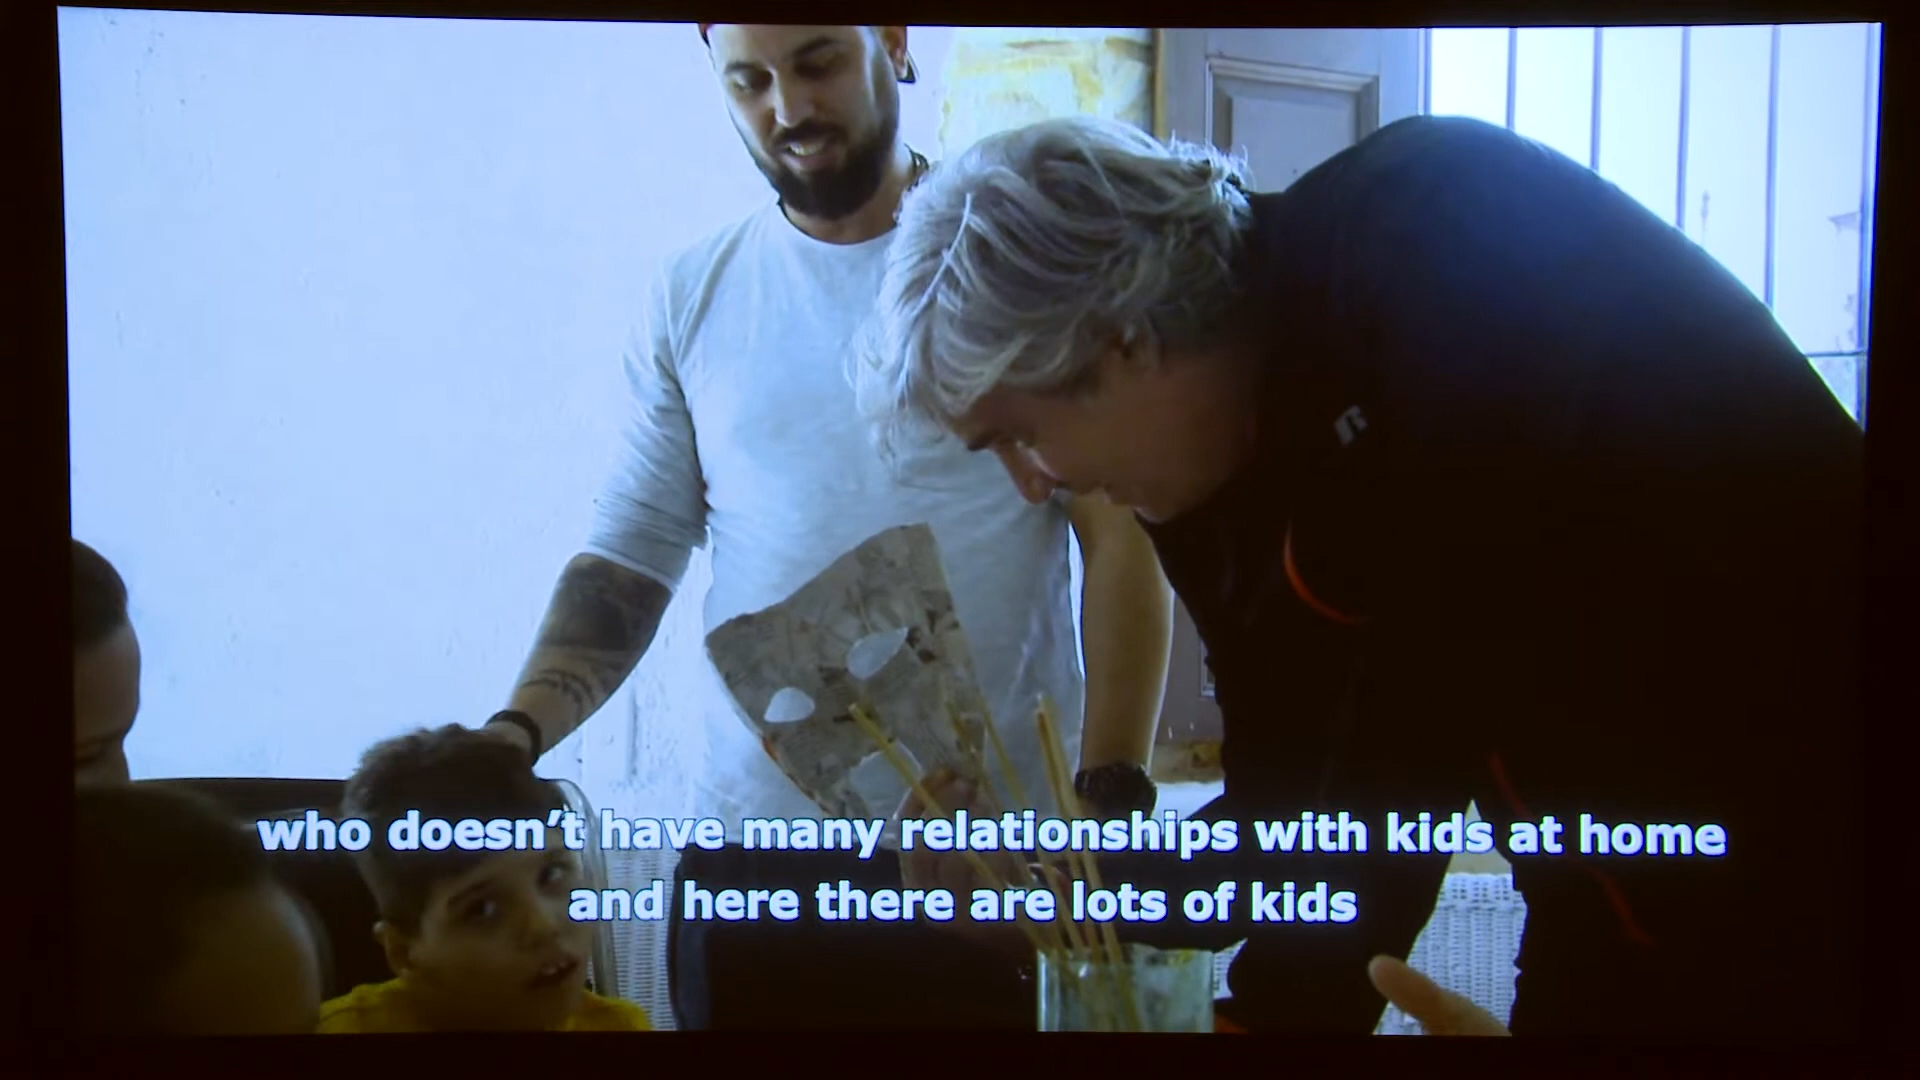 who doesn't have many relationships with kids at home
and here there are lots of kids